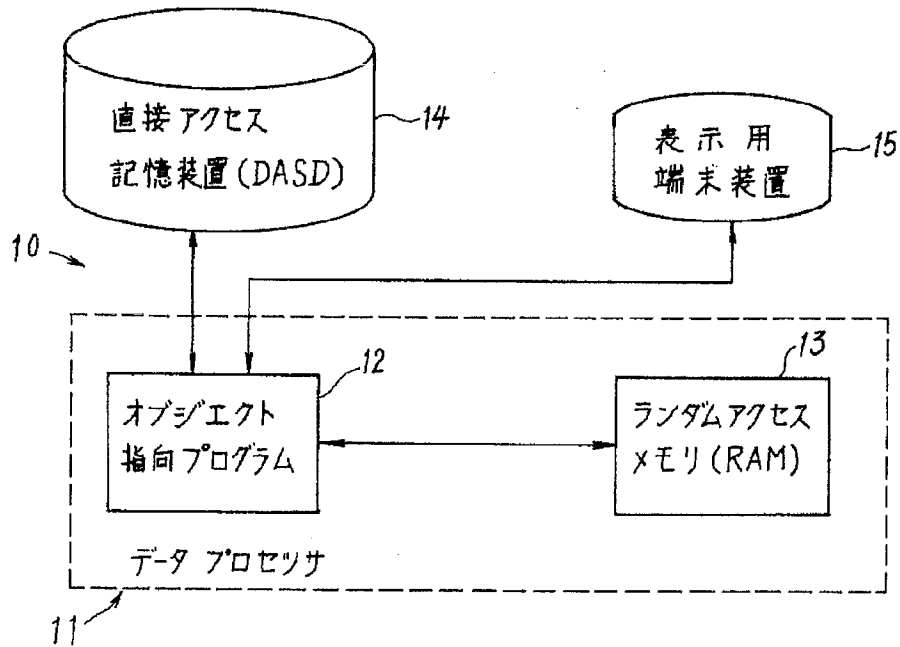 直接アクセス
記憶装置(DASD)
14
表示用
端末装置
15
10
12
13
オブジエクト
指向プログラム
ランダムアクセス
メモリ(RAM)
データ プロセッサ
11